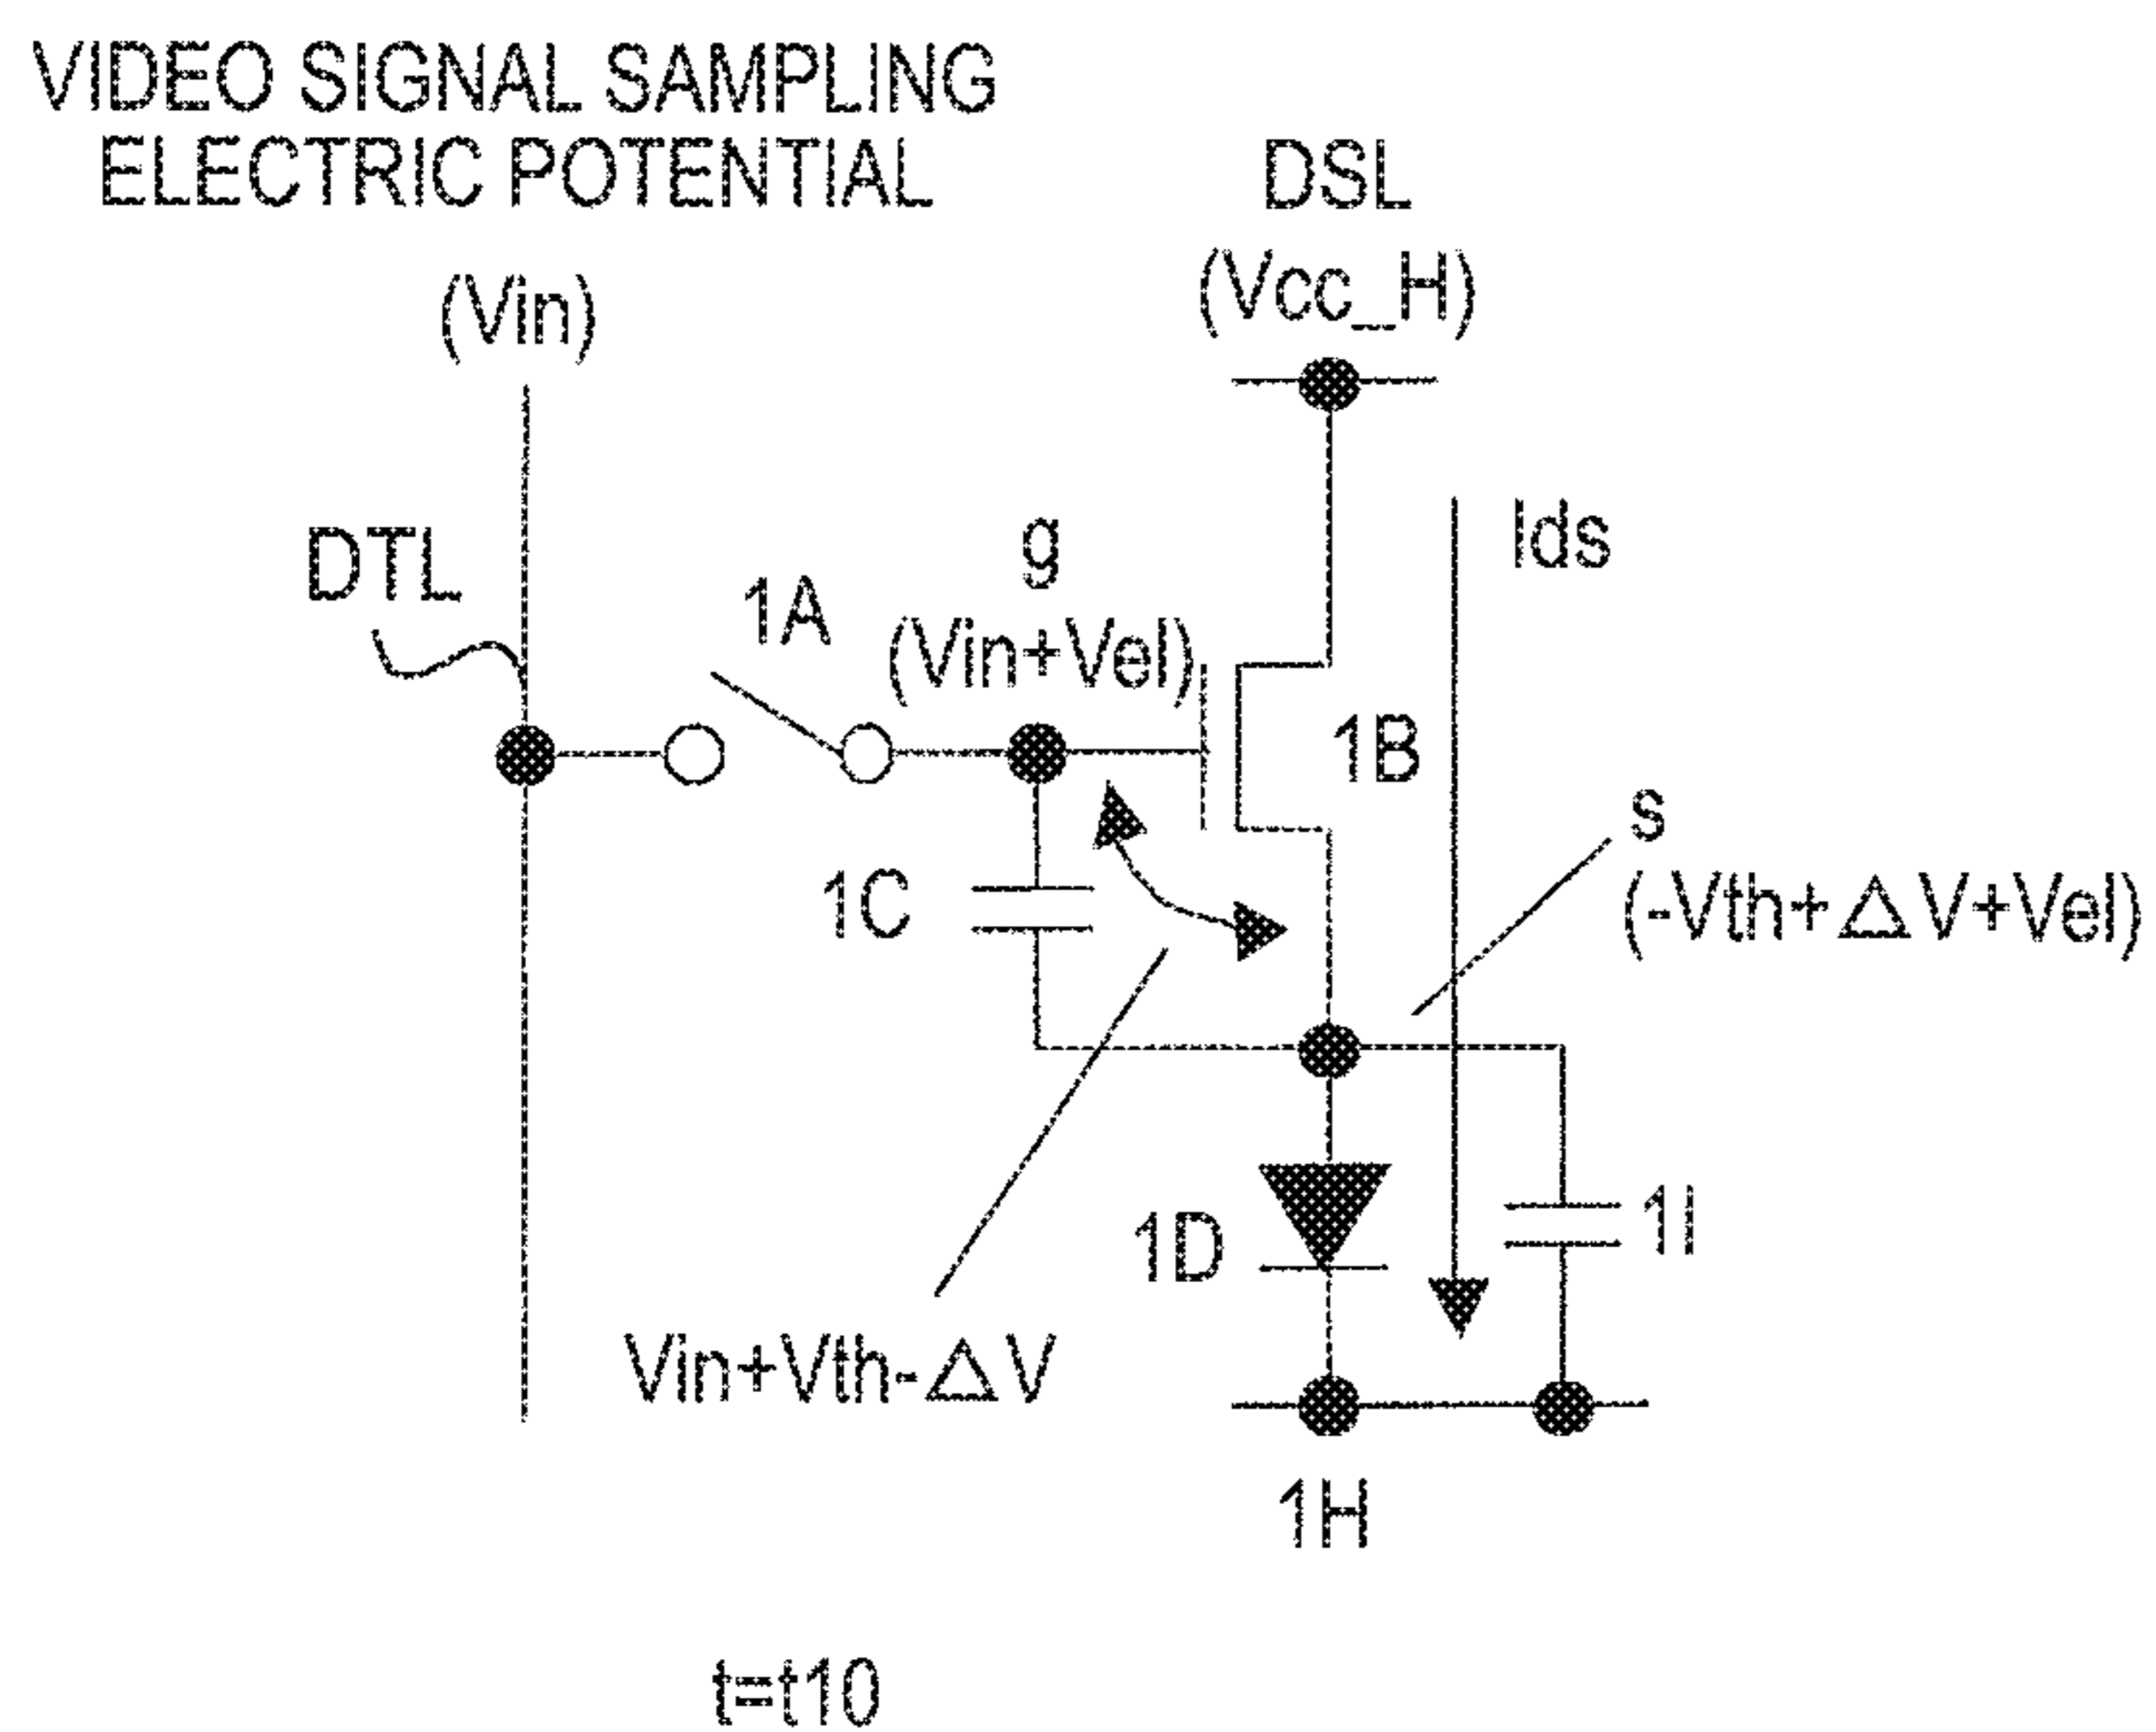 VIDEO SIGNAL SAMPLING
ELECTRIC POTENTIAL
(Vin)
DSL
(Vcc_H)
DTL
1A
g
(Vin+Vel)
Ids
1B
s
(-Vth+△V+Vel)
1C
1D
1I
Vin+Vth-△V
1H
t=t10